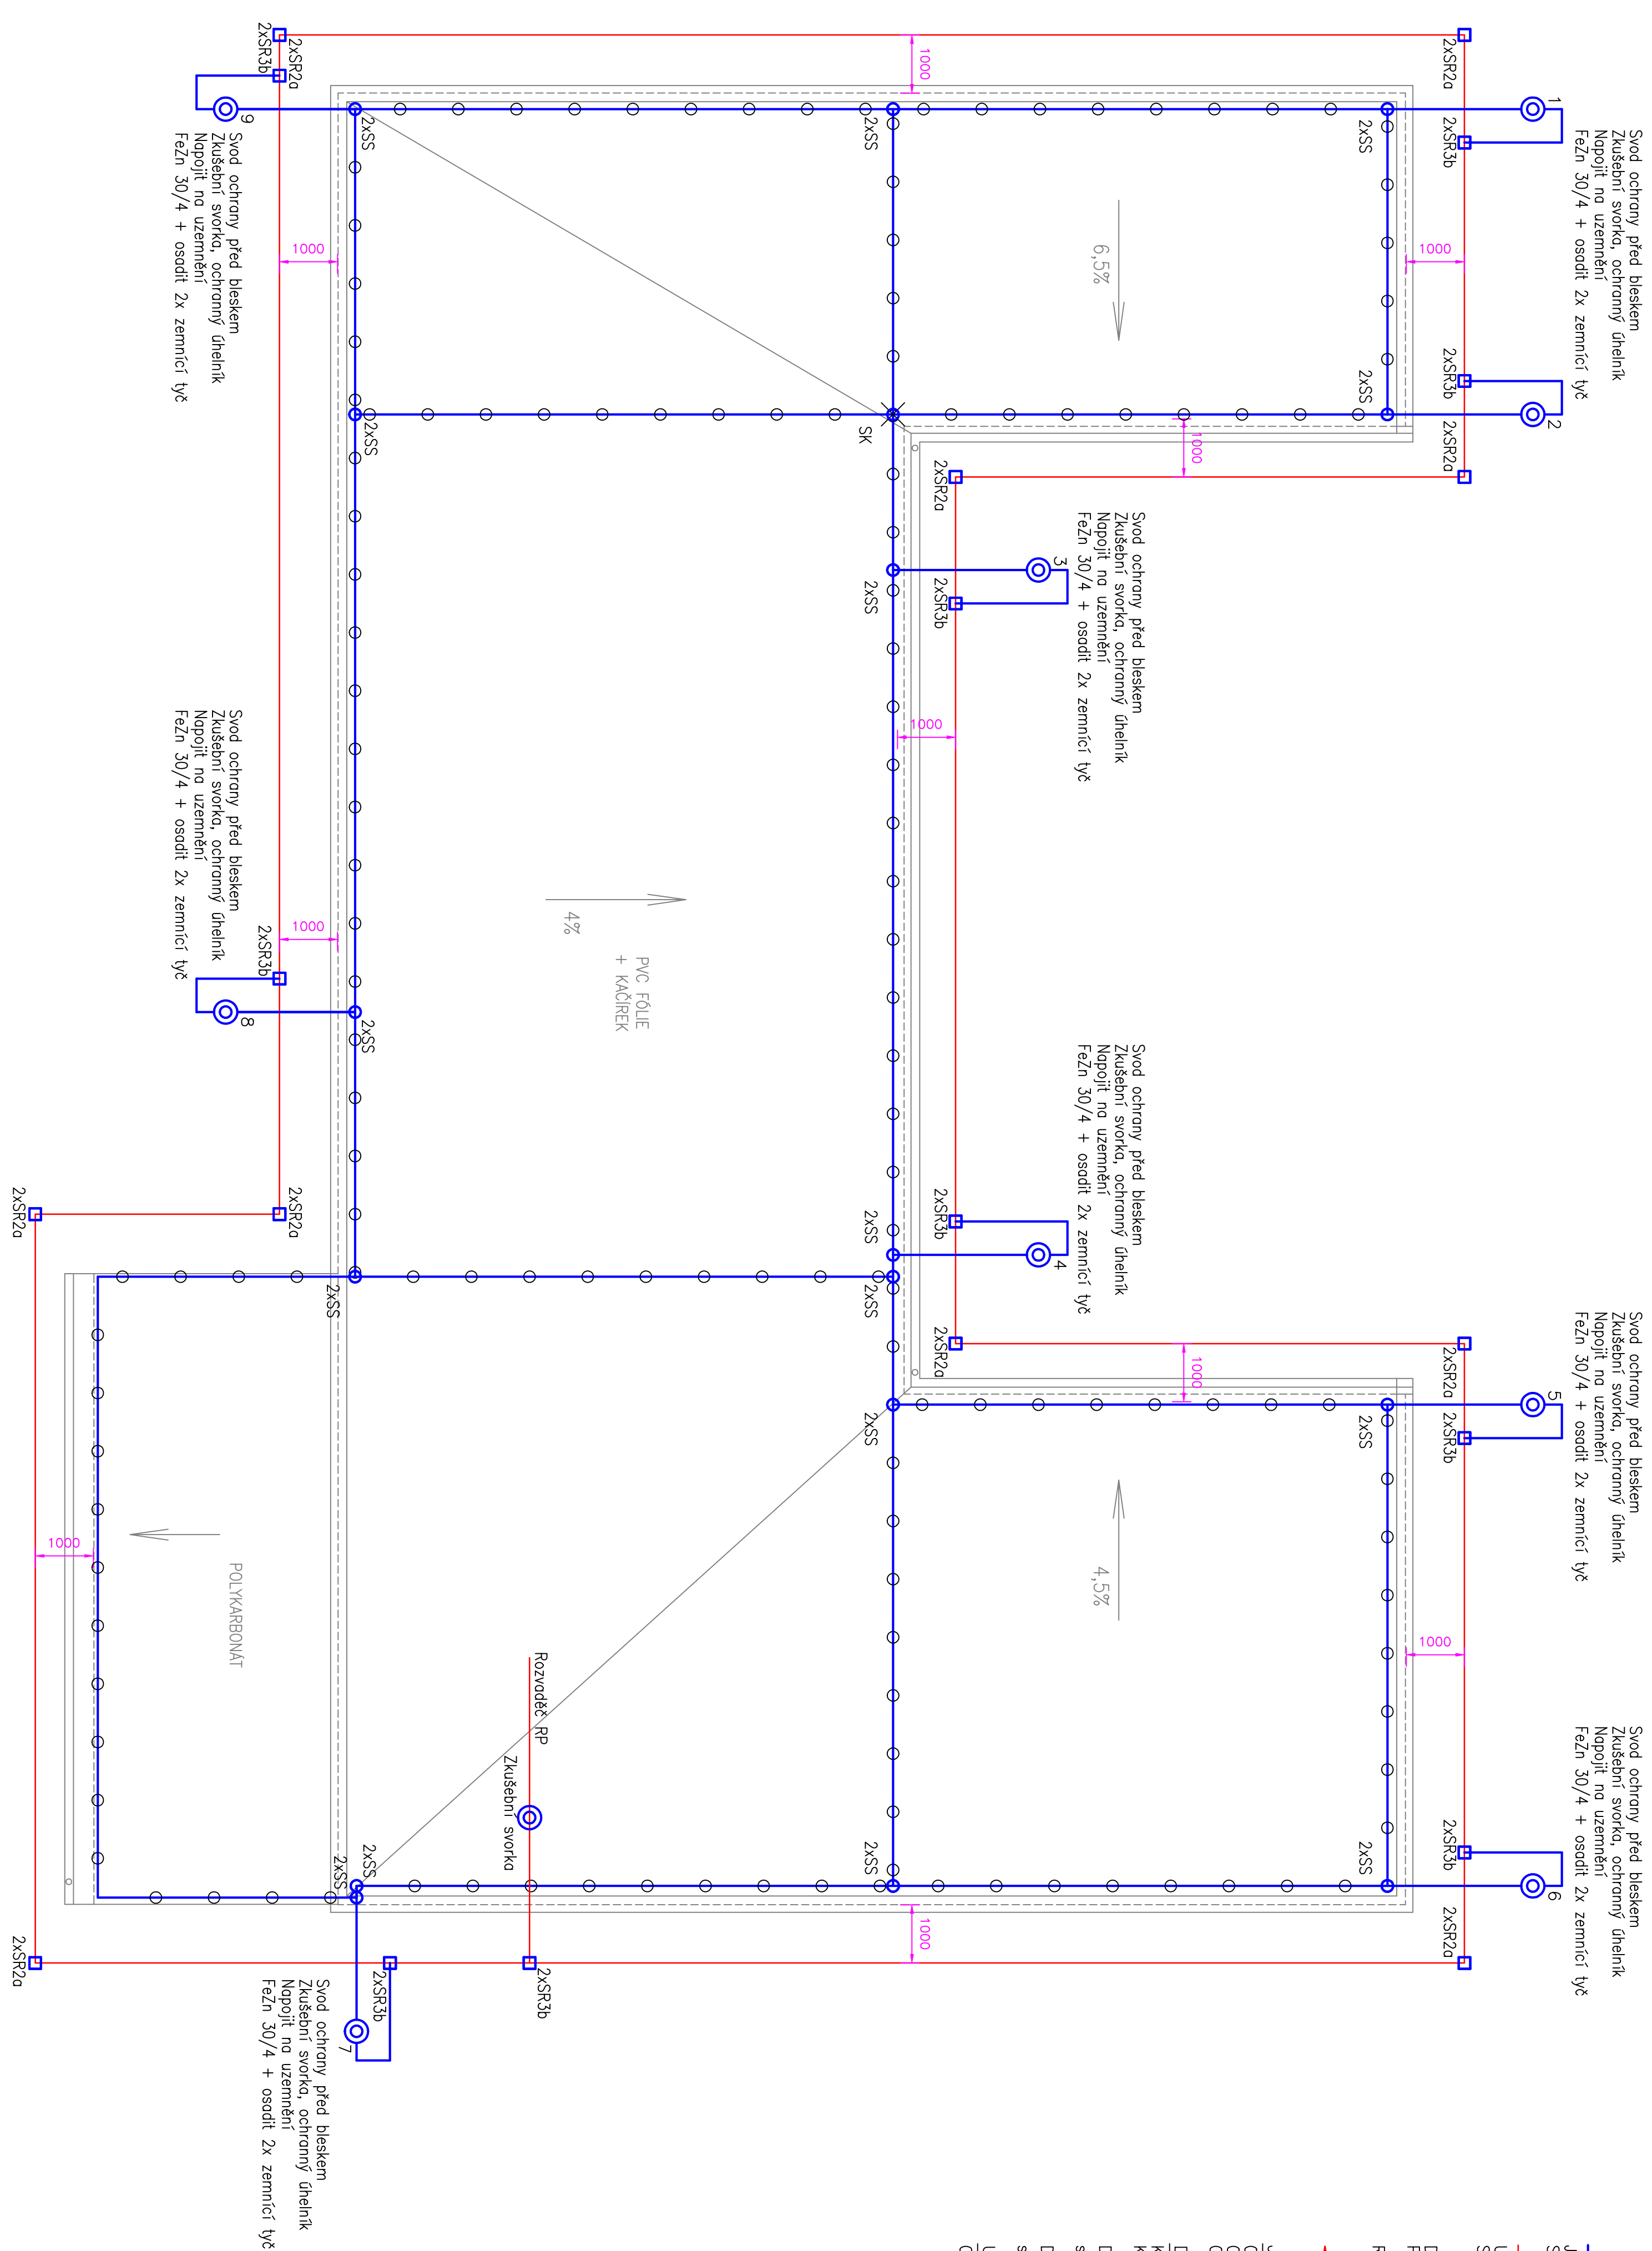 1
Svod ochrany před bleskem
Zkušební svorka, ochranný úhelník
Napojit na uzemnění
FeZn 30/4 + osadit 2x zemnící tyč
2xSR2a
2xSR3b
1000
2xSR3b
2
2xSR2a
2xSS
2xSS
6,5%
1000
1000
2xSR2a
2xSR3b
2xSR2a
9
Svod ochrany před bleskem
Zkušební svorka, ochranný úhelník
Napojit na uzemnění
FeZn 30/4 + osadit 2x zemnící tyč
2xSS
2xSS
1000
SK
2xSS
2xSR2a
Svod ochrany před bleskem
Zkušební svorka, ochranný úhelník
Napojit na uzemnění
FeZn 30/4 + osadit 2x zemnící tyč
3
2xSR3b
2xSS
1000
4%
PVC FÓLIE
+ KAČÍREK
Svod ochrany před bleskem
Zkušební svorka, ochranný úhelník
Napojit na uzemnění
FeZn 30/4 + osadit 2x zemnící tyč
2xSR3b
1000
8
2xSS
Svod ochrany před bleskem
Zkušební svorka, ochranný úhelník
Napojit na uzemnění
FeZn 30/4 + osadit 2x zemnící tyč
2xSR3b
4
2xSS
2xSS
2xSR2a
2xSR2a
2xSR2a
2xSS
1000
Svod ochrany před bleskem
Zkušební svorka, ochranný úhelník
Napojit na uzemnění
FeZn 30/4 + osadit 2x zemnící tyč
2xSR2a
5
2xSR3b
2xSS
2xSS
4,5%
1000
1000
POLYKARBONÁT
Rozvaděč RP
Zkušební svorka
Svod ochrany před bleskem
Zkušební svorka, ochranný úhelník
Napojit na uzemnění
FeZn 30/4 + osadit 2x zemnící tyč
2xSR3b
6
2xSR2a
2xSS
2xSS
2xSS
2xSS
1000
2xSR2a
2xSR3b
2xSR3b
7
Svod ochrany před bleskem
Zkušební svorka, ochranný úhelník
Napojit na uzemnění
FeZn 30/4 + osadit 2x zemnící tyč